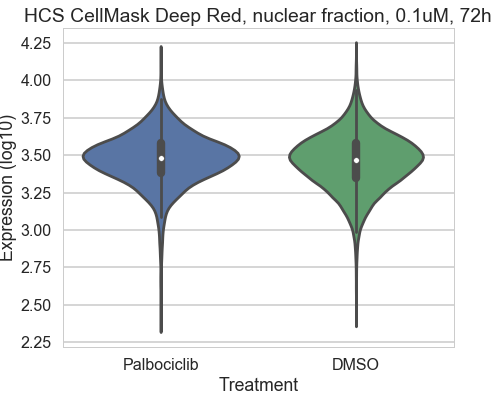 HCS CellMask Deep Red, nuclear fraction, 0.1uM, 72h
4.25
4.00
3.75
3.50
3.25
3.00
2.75
2.50
2.25
Expression (log10)
Palbociclib DMSO
Treatment